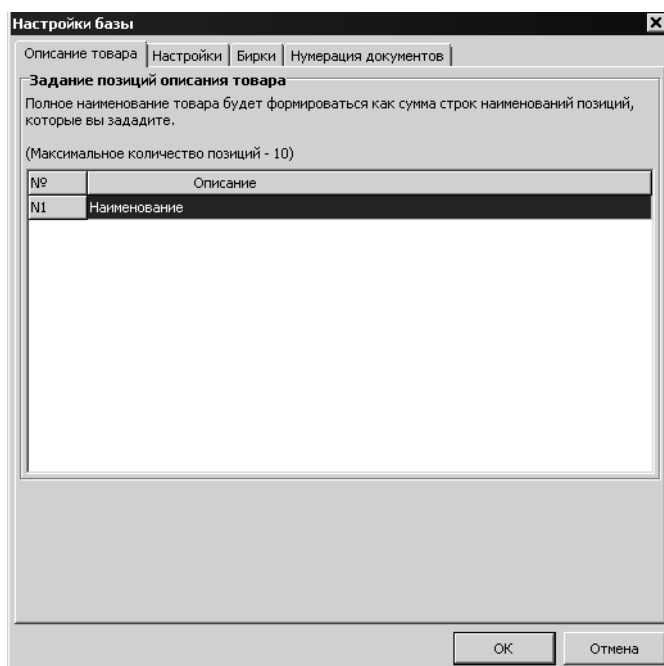 Настройки базы
Описание товара Настройки Бирки Нумерация документов
Задание позиций описания товара
Полное наименование товара будет формироваться как сумма строк наименований позиций,
которые вы зададите.
(Максимальное количество позиций - 10)
№ Описание
N1 Наименование
OK Отмена